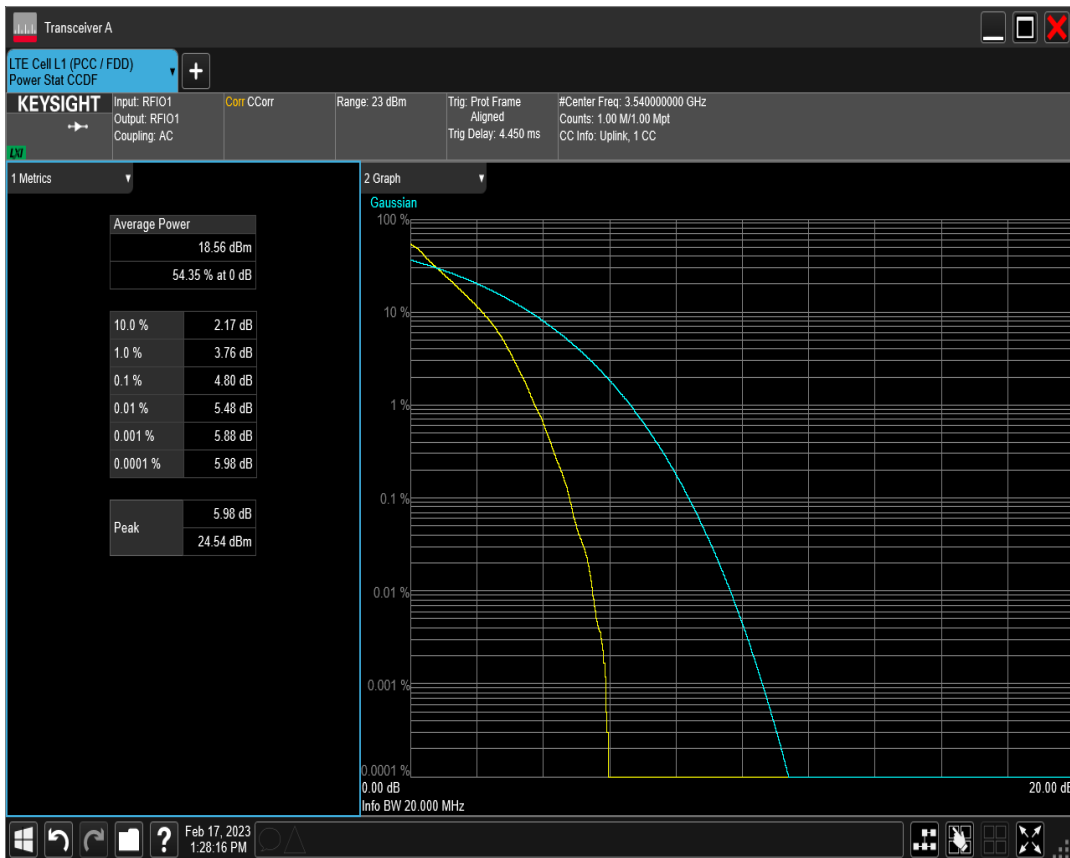 Transceiver A
LTE Cell L1 (PCC / FDD)
Power Stat CCDF
+
KEYSIGHT
LXI
Input: RFIO1
Output: RFIO1
Coupling: AC
Corr CCorr
Range: 23 dBm
Trig: Prot Frame
Aligned
Trig Delay: 4.450 ms
#Center Freq: 3.540000000 GHz
Counts: 1.00 M/1.00 Mpt
CC Info: Uplink, 1 CC
1 Metrics
Average Power
18.56 dBm
54.35 % at 0 dB
10.0 % 2.17 dB
1.0 % 3.76 dB
0.1 % 4.80 dB
0.01 % 5.48 dB
0.001 % 5.88 dB
0.0001 % 5.98 dB
Peak
5.98 dB
24.54 dBm
2 Graph
Gaussian
100 %
10 %
1 %
0.1 %
0.01 %
0.001 %
0.0001 %
0.00 dB 20.00 dB
Info BW 20.000 MHz
?
Feb 17, 2023
1:28:16 PM